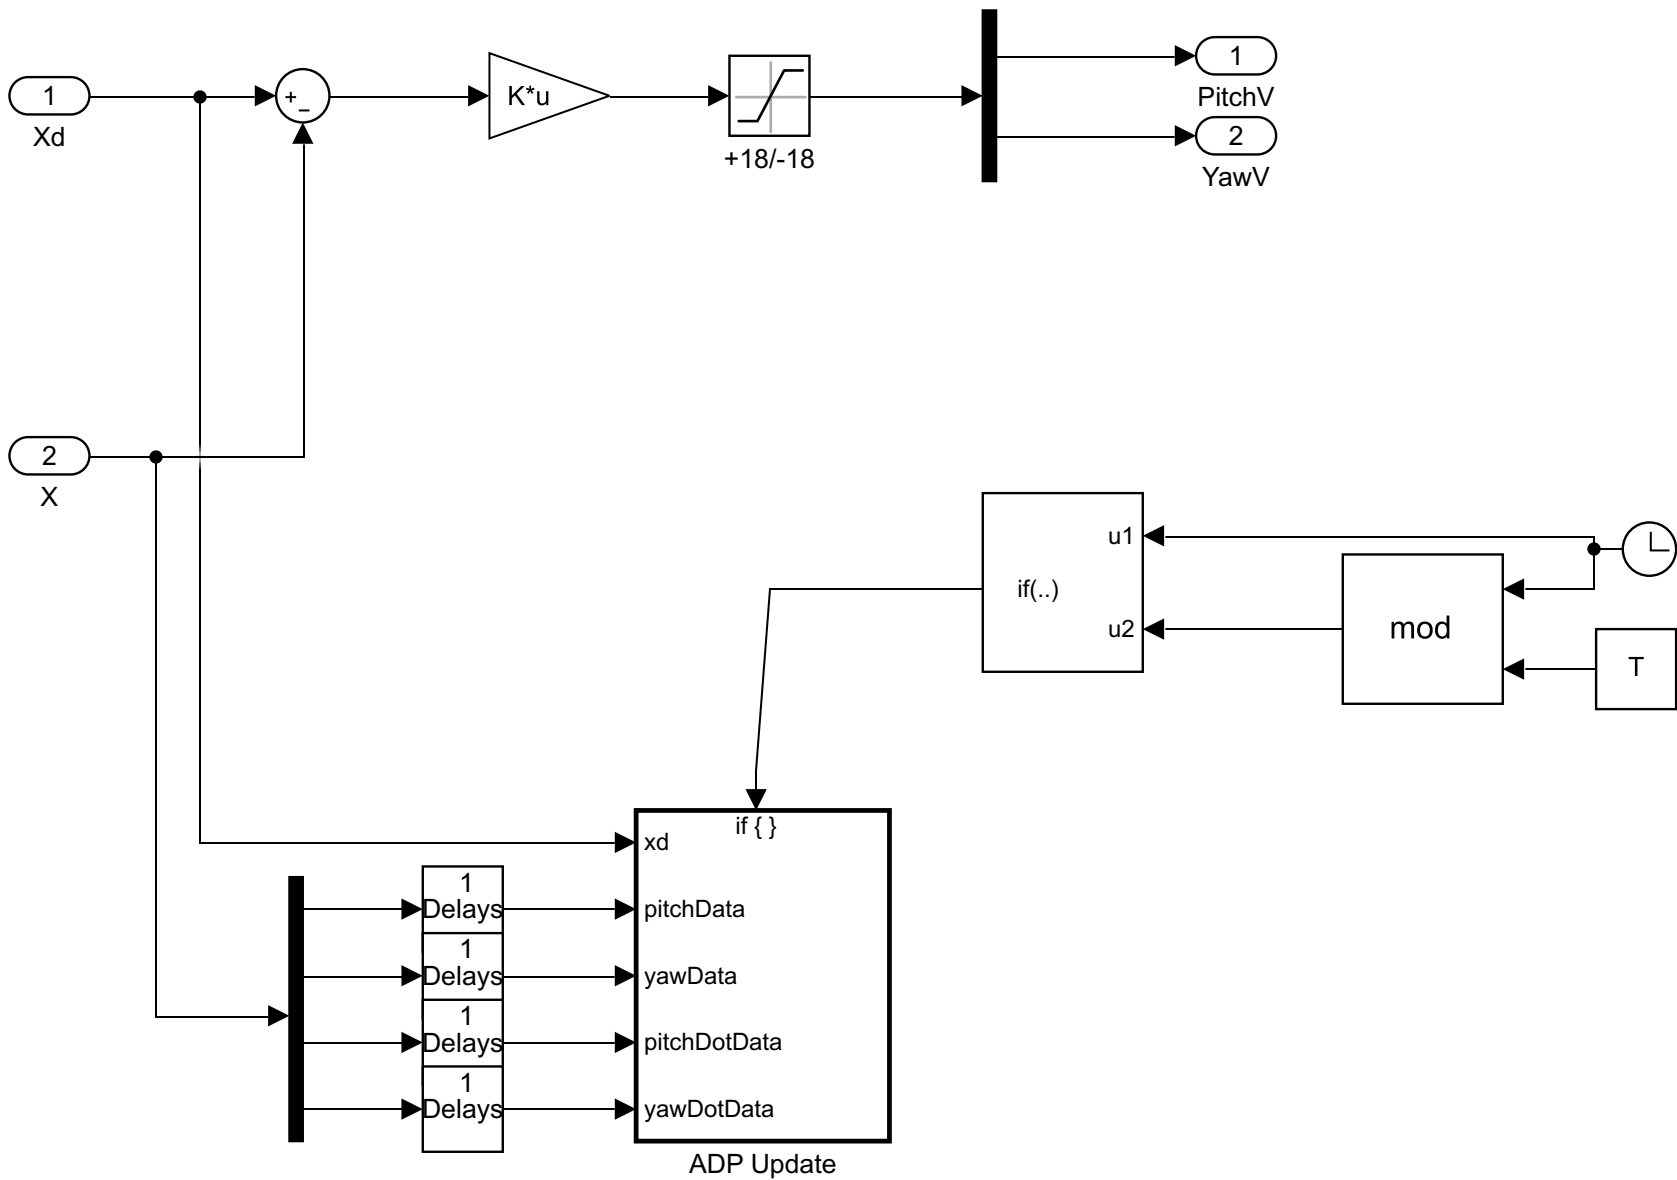 1
Xd
+
−
K*u
+18/-18
1
PitchV
2
YawV
2
X
if(..)
u1
u2
mod
T
if { }
xd
pitchData
yawData
pitchDotData
yawDotData
1
Delays
1
Delays
1
Delays
1
Delays
ADP Update